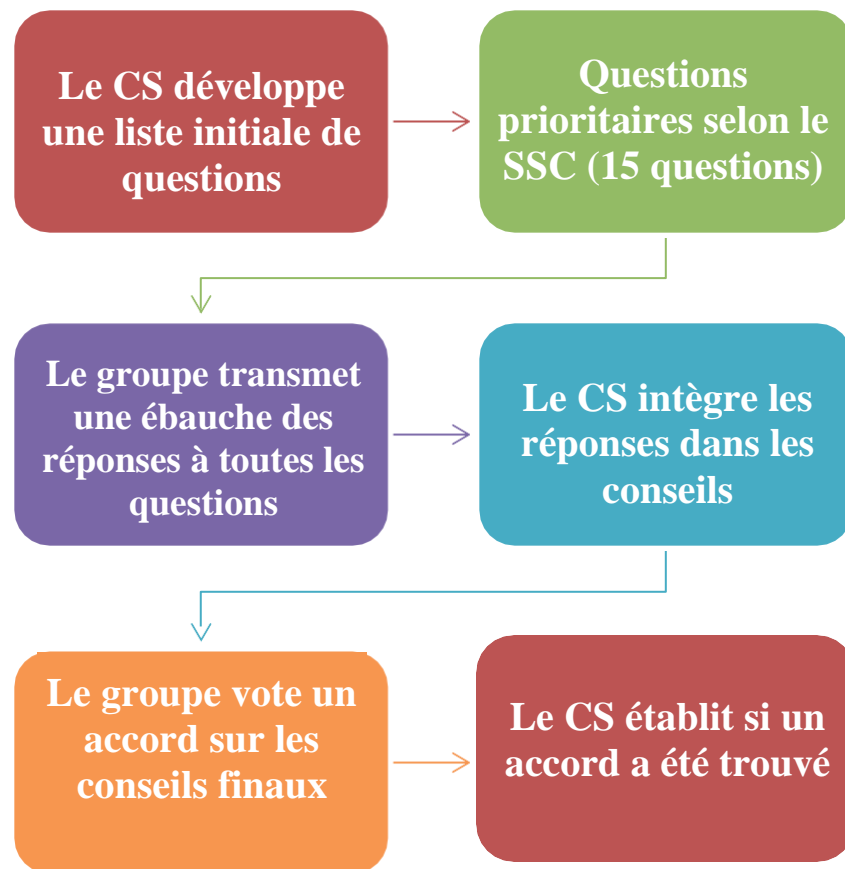 Le CS développe
une liste initiale de
questions
Questions
prioritaires selon le
SSC (15 questions)
Le groupe transmet
une ébauche des
réponses à toutes les
questions
Le CS intègre les
réponses dans les
conseils
Le groupe vote un
accord sur les
conseils finaux
Le CS établit si un
accord a été trouvé